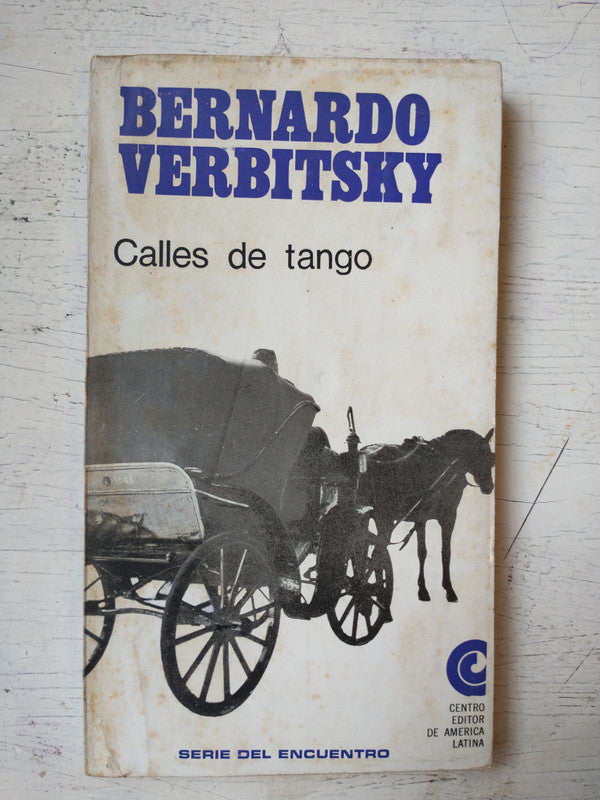 BERNARDO
VERBITSKY
Calles de tango
CENTRO
EDITOR
DE AMERICA
LATINA
SERIE DEL ENCUENTRO